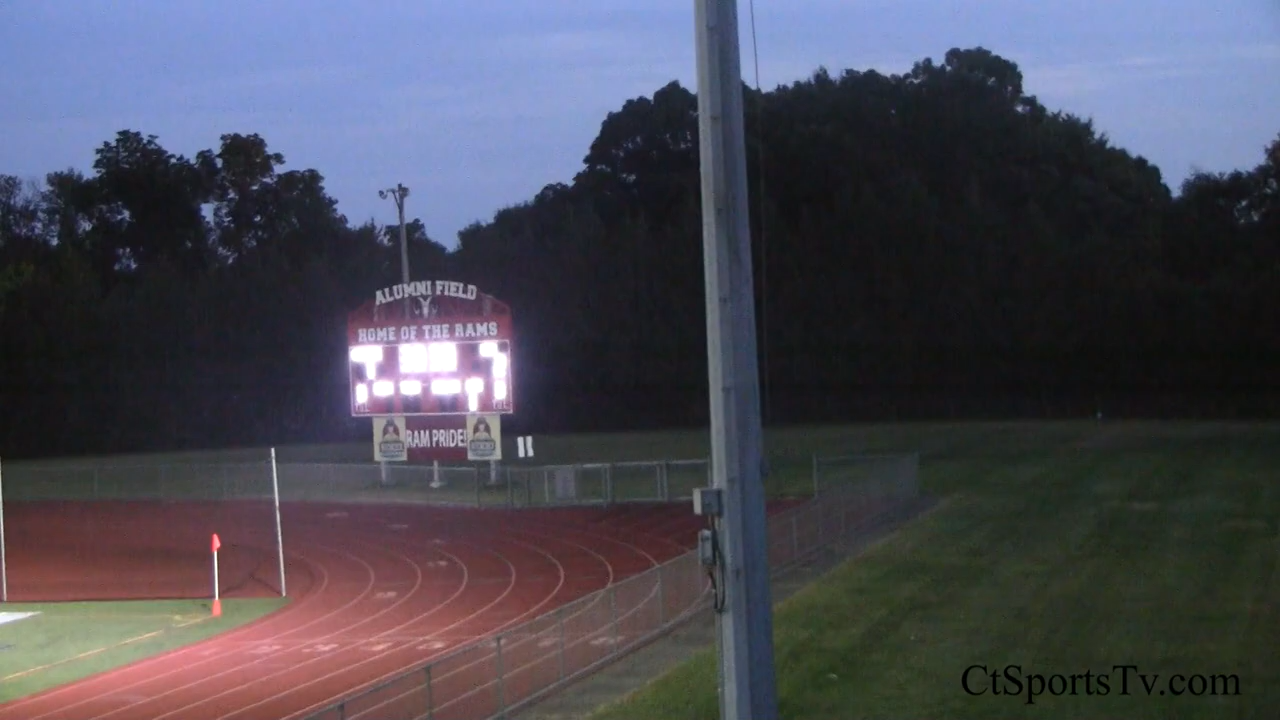 ALUMNI FIELD
HOME OF THE RAMS
RAM PRIDE!
CtSportsTv.com